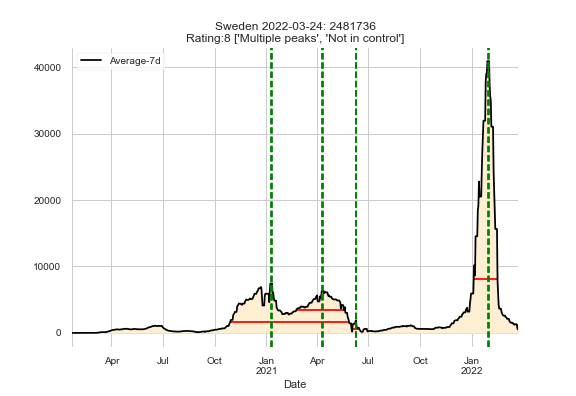 Sweden 2022-03-24: 2481736
Rating:8 ['Multiple peaks', 'Not in control']
Average-7d
40000
30000
20000
10000
0
Apr Jul Oct Jan Apr Jul Oct Jan
2021 2022
Date